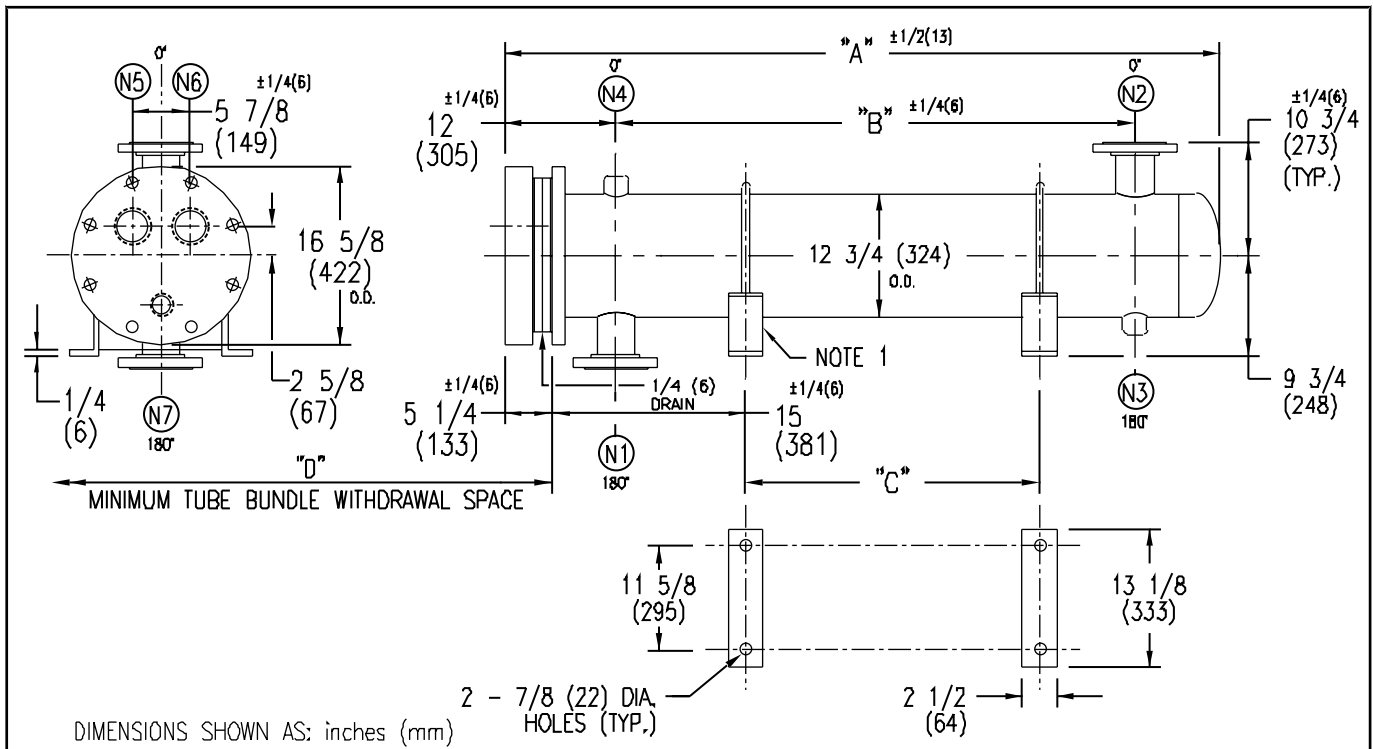 0°
N5 N6
±1/4(6)
5 7/8
(149)
16 5/8
(422)
O.D.
2 5/8
(67)
1/4
(6)
N7
180°
"D"
MINIMUM TUBE BUNDLE WITHDRAWAL SPACE
"A" ±1/2(13)
±1/4(6)
12
(305)
0°
N4
"B" ±1/4(6)
0°
N2
±1/4(6)
10 3/4
(273)
(TYP.)
12 3/4 (324)
O.D.
NOTE 1
±1/4(6)
5 1/4
(133)
1/4 (6)
DRAIN
±1/4(6)
15
(381)
N1
180°
N3
180°
9 3/4
(248)
"C"
11 5/8
(295)
13 1/8
(333)
2 - 7/8 (22) DIA.
HOLES (TYP.)
2 1/2
(64)
DIMENSIONS SHOWN AS: inches (mm)